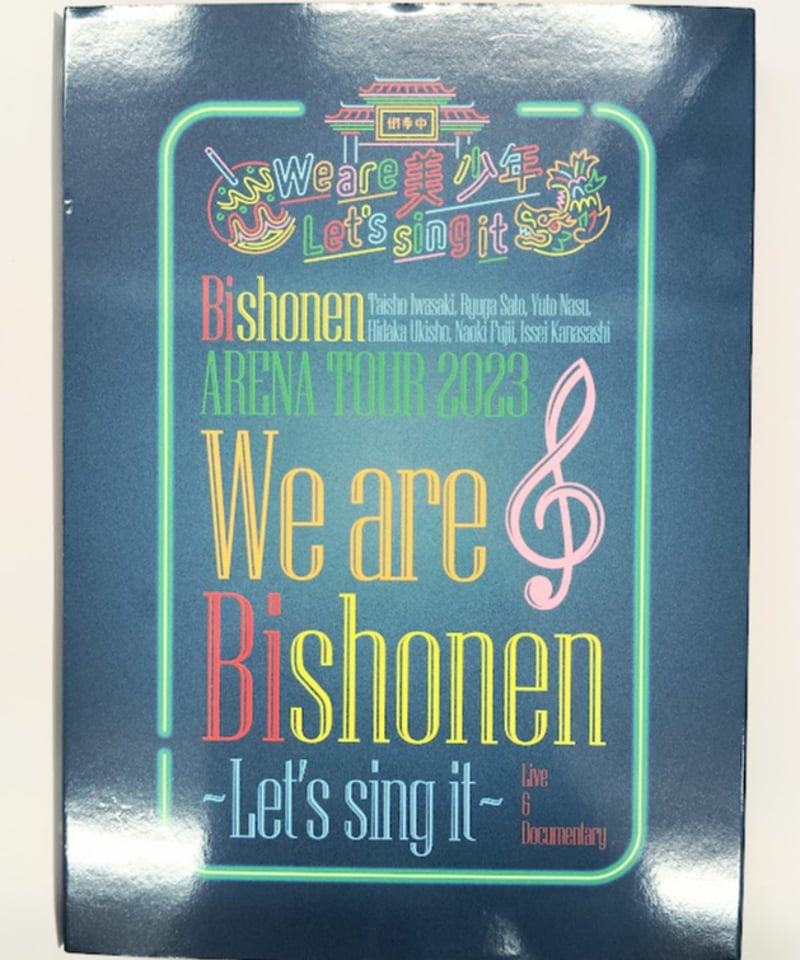 We are 美 少年
Let's sing it
Bishonen
Taisho Iwasaki, Ryuga Sato, Yuto Nasu,
Hidaka Ukisho, Naoki Fujii, Issei Kanasashi
ARENA TOUR 2023
We are
Bishonen
~Let's sing it~
Live
&
Documentary